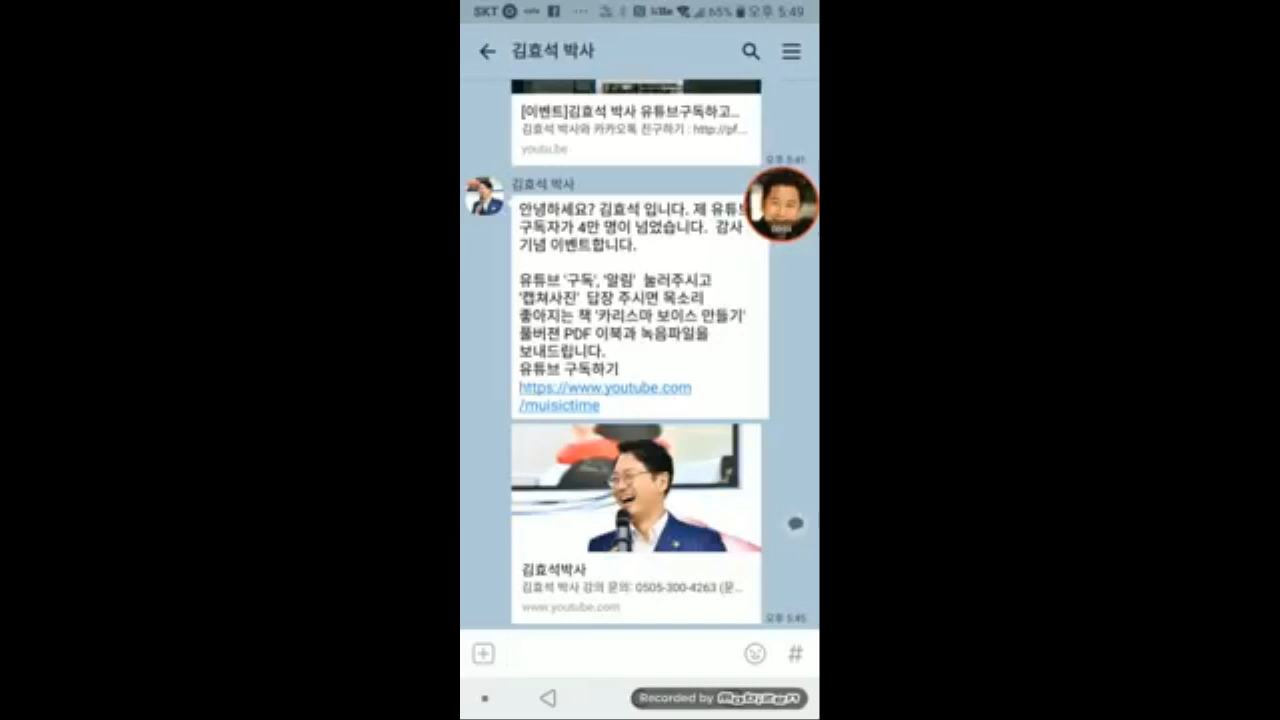 SKT 65% 오후 5:49
김효석 박사
[이벤트]김효석 박사 유튜브구독하고...
김효석 박사와 카카오톡 친구하기 : http://pf...
youtu.be
오후 5:41
김효석 박사
안녕하세요? 김효석 입니다. 제 유튜브
구독자가 4만 명이 넘었습니다. 감사
기념 이벤트합니다.
유튜브 '구독', '알림' 눌러주시고
'캡쳐사진' 답장 주시면 목소리
좋아지는 책 '카리스마 보이스 만들기'
풀버젼 PDF 이북과 녹음파일을
보내드립니다.
유튜브 구독하기
https://www.youtube.com
/muisictime
김효석박사
김효석 박사 강의 문의: 0505-300-4263 (문...
www.youtube.com
오후 5:45
#
Recorded by Mobizen